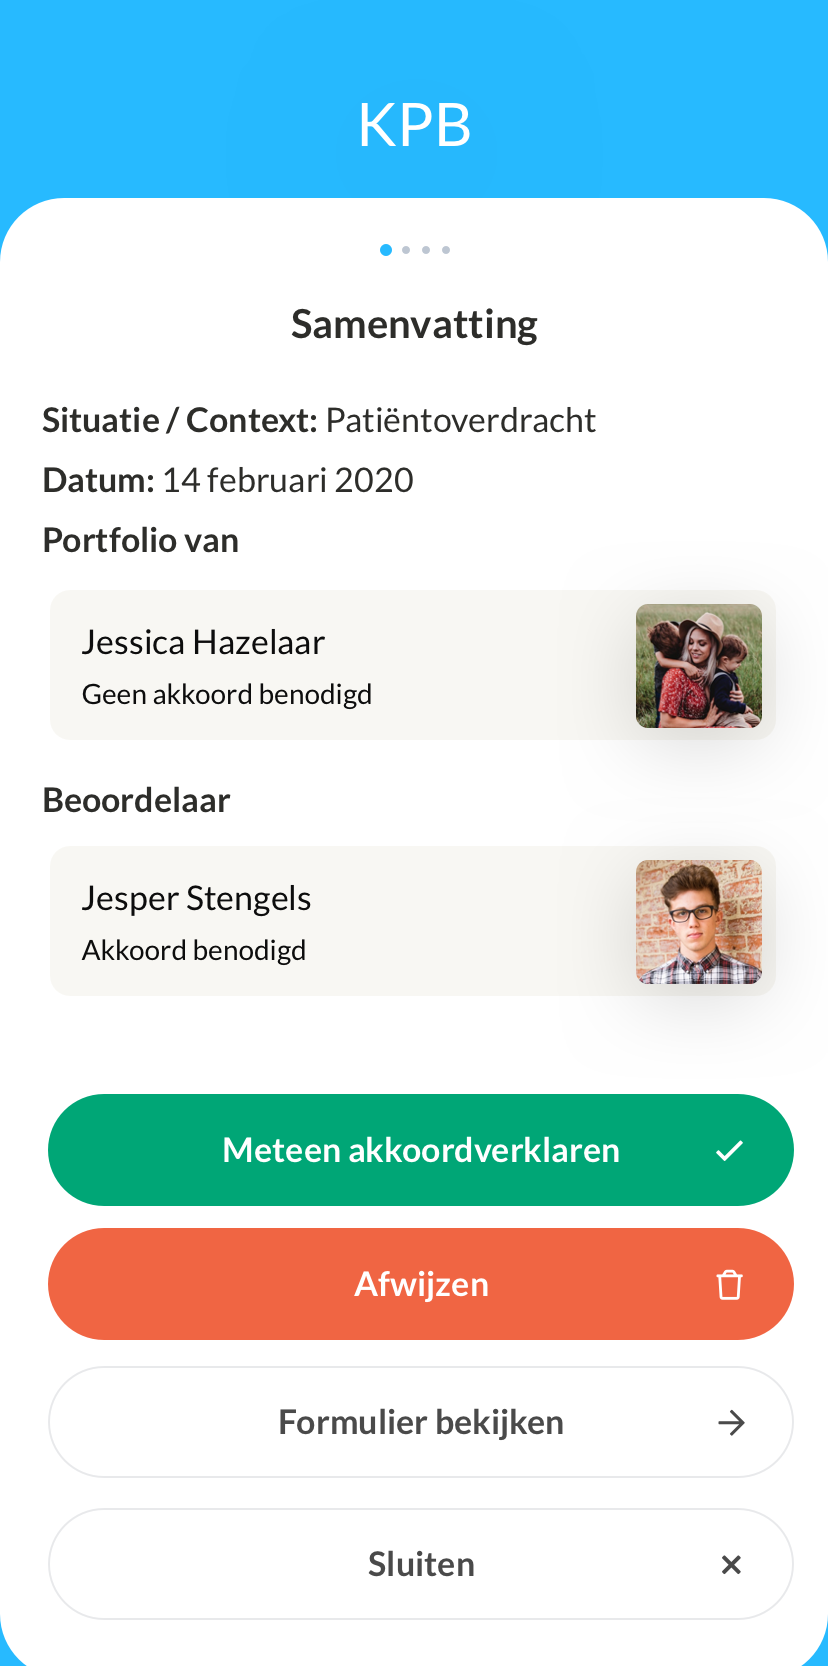 KPB
Samenvatting
Situatie / Context: Patiëntoverdracht
Datum: 14 februari 2020
Portfolio van
Jessica Hazelaar
Geen akkoord benodigd
Beoordelaar
Jesper Stengels
Akkoord benodigd
Meteen akkoordverklaren
Afwijzen
Formulier bekijken
Sluiten